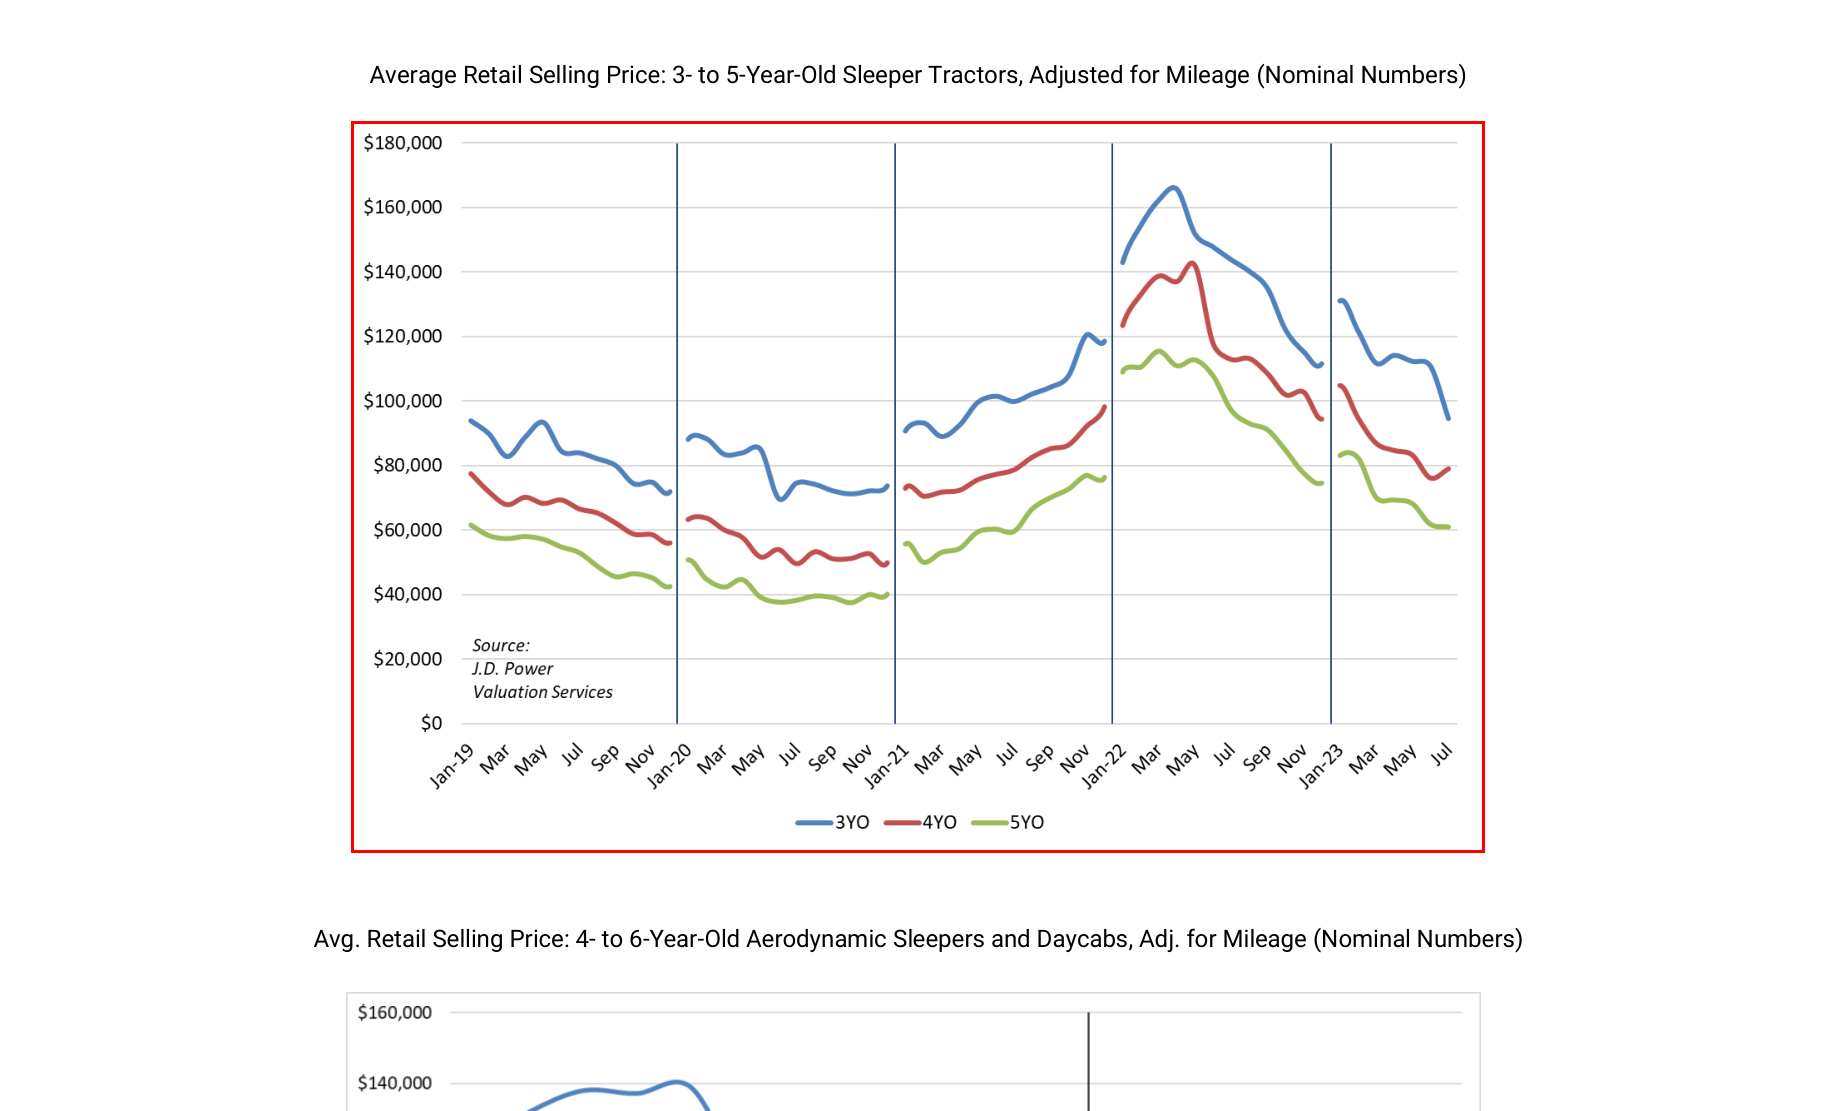 Average Retail Selling Price: 3- to 5-Year-Old Sleeper Tractors, Adjusted for Mileage (Nominal Numbers)
$180,000
$160,000
$140,000
$120,000
$100,000
$80,000
$60,000
$40,000
$20,000
$0
Source:
J.D. Power
Valuation Services
Jan-19 Mar May Jul Sep Nov Jan-20 Mar May Jul Sep Nov Jan-21 Mar May Jul Sep Nov Jan-22 Mar May Jul Sep Nov Jan-23 Mar May Jul
3YO 4YO 5YO
Avg. Retail Selling Price: 4- to 6-Year-Old Aerodynamic Sleepers and Daycabs, Adj. for Mileage (Nominal Numbers)
$160,000
$140,000